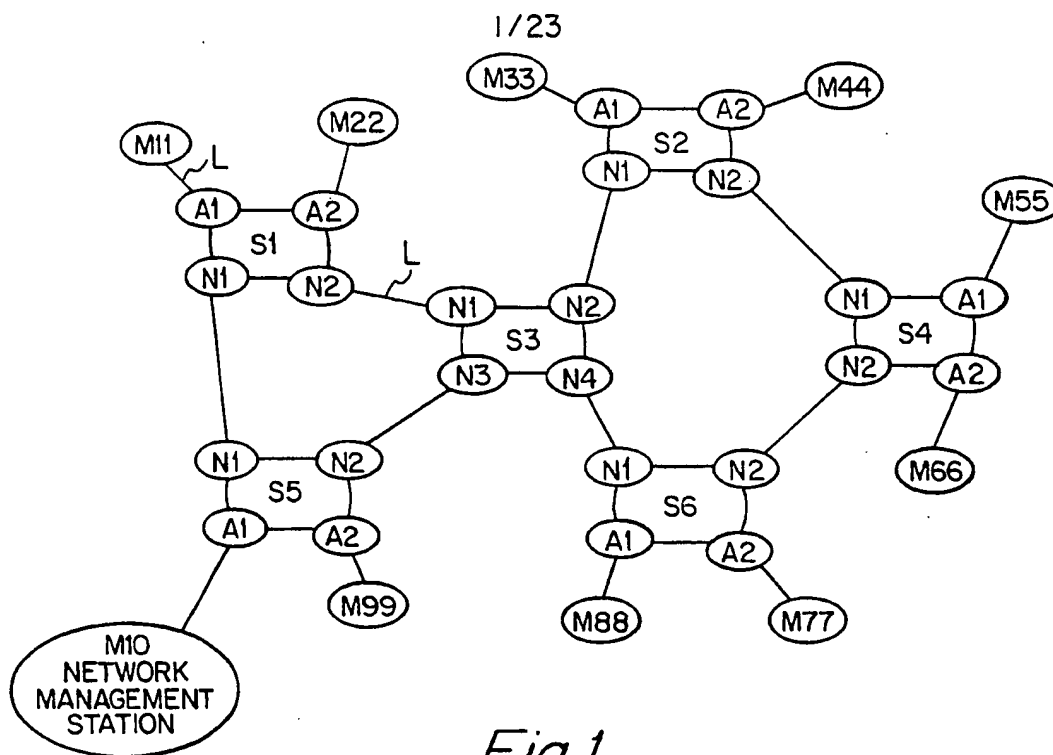 1/23
M33
A1
A2
M44
S2
N1
N2
M11
L
M22
A1
A2
S1
N1
N2
L
M55
N1
N2
S3
N3
N4
N1
A1
S4
N2
A2
M66
N1
N2
S5
A1
A2
M99
N1
N2
S6
A1
A2
M88
M77
M10
NETWORK
MANAGEMENT
STATION
Fig.1